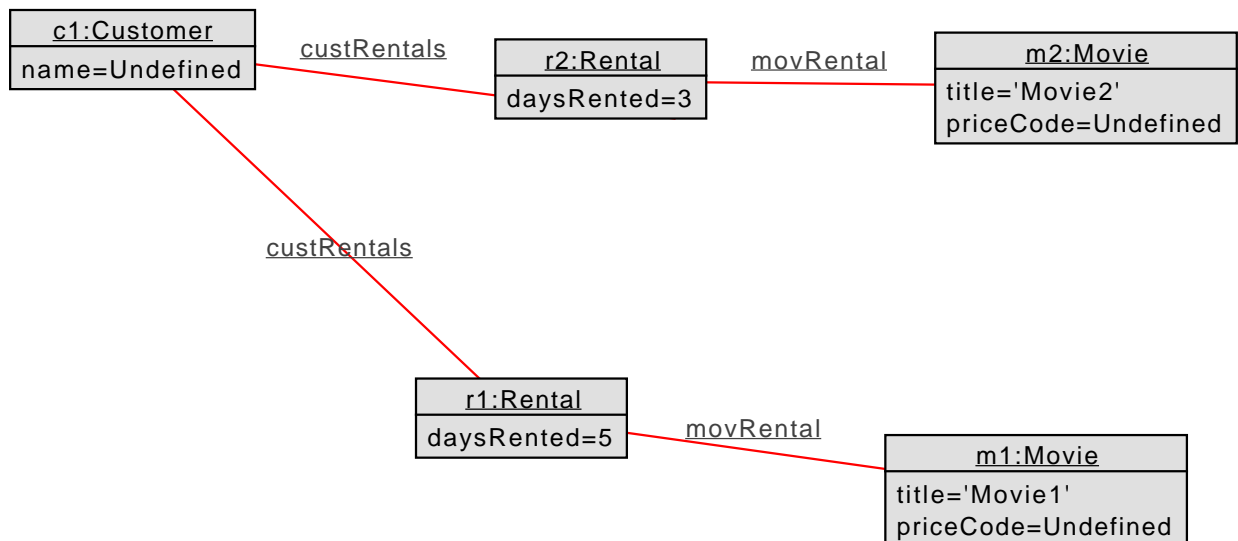 c1:Customer
name=Undefined
custRentals
r2:Rental
daysRented=3
movRental
m2:Movie
title='Movie2'
priceCode=Undefined
custRentals
r1:Rental
daysRented=5
movRental
m1:Movie
title='Movie1'
priceCode=Undefined